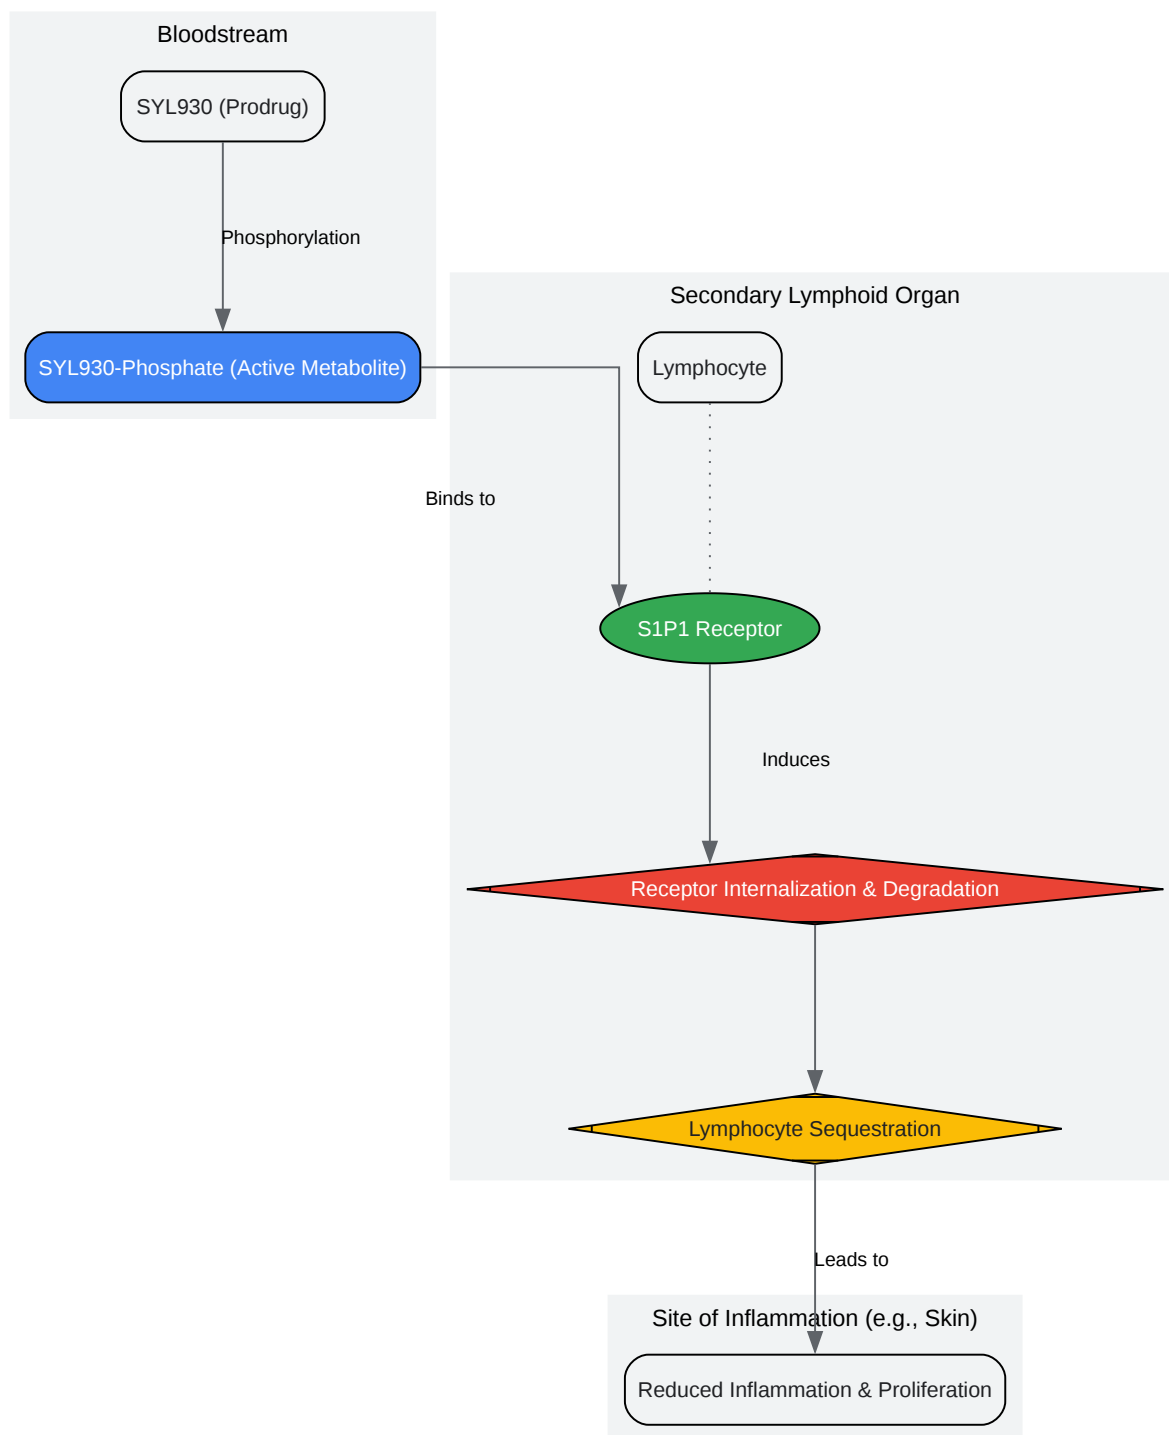 Bloodstream
SYL930 (Prodrug)
Phosphorylation
SYL930-Phosphate (Active Metabolite)
Secondary Lymphoid Organ
Lymphocyte
Binds to
S1P1 Receptor
Induces
Receptor Internalization & Degradation
Lymphocyte Sequestration
Leads to
Site of Inflammation (e.g., Skin)
Reduced Inflammation & Proliferation